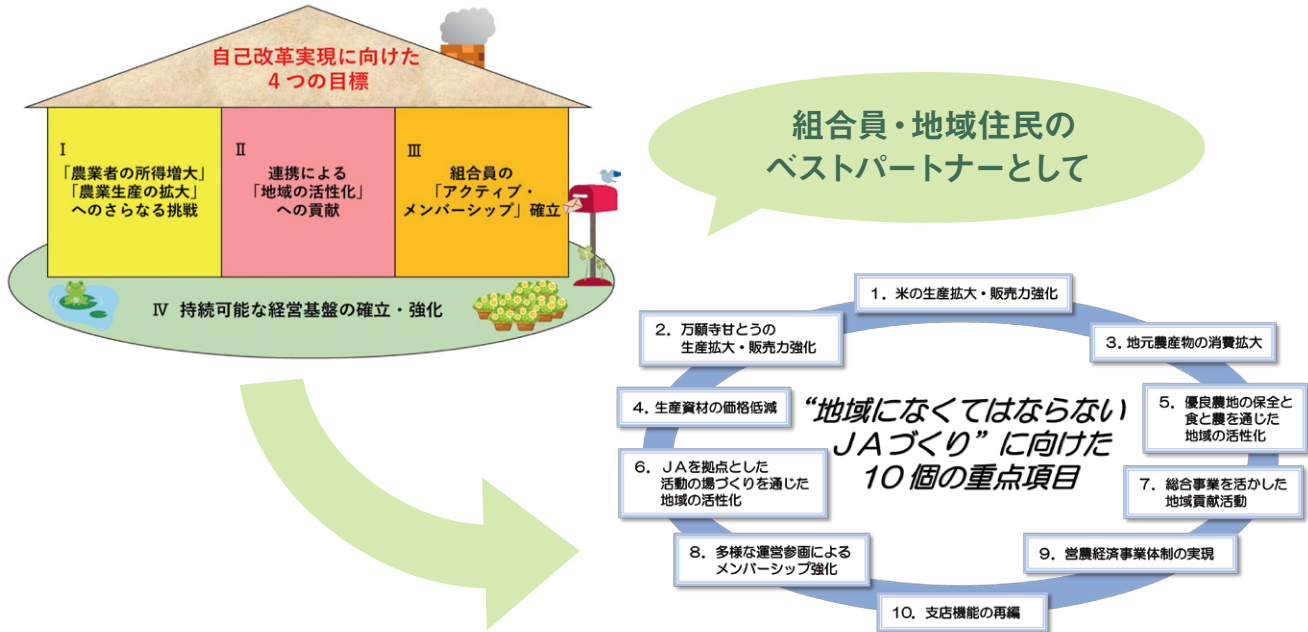 自己改革実現に向けた
4つの目標
Ⅰ
「農業者の所得増大」
「農業生産の拡大」
へのさらなる挑戦
Ⅱ
連携による
「地域の活性化」
への貢献
Ⅲ
組合員の
「アクティブ・
メンバーシップ」確立
Ⅳ 持続可能な経営基盤の確立・強化
組合員・地域住民の
ベストパートナーとして
1. 米の生産拡大・販売力強化
2. 万願寺甘とうの
生産拡大・販売力強化
3. 地元農産物の消費拡大
4. 生産資材の価格低減
“地域になくてはならない
JAづくり”に向けた
10個の重点項目
5. 優良農地の保全と
食と農を通じた
地域の活性化
6. JAを拠点とした
活動の場づくりを通じた
地域の活性化
7. 総合事業を活かした
地域貢献活動
8. 多様な運営参画による
メンバーシップ強化
9. 営農経済事業体制の実現
10. 支店機能の再編